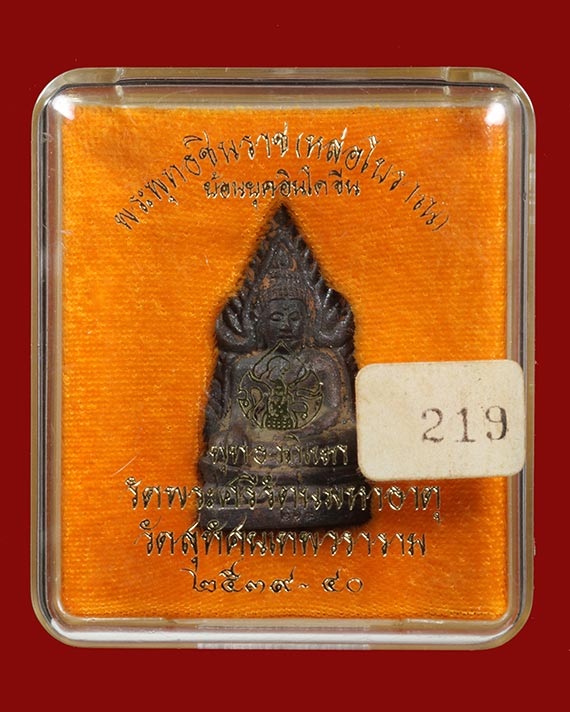 พระพุทธชินราช (หล่อโบราณ)
ย้อนยุคอินโดจีน
219
วัดพระศรีรัตนมหาธาตุ
วัดสุทัศนเทพวราราม
๒๕๓๙-๔๐